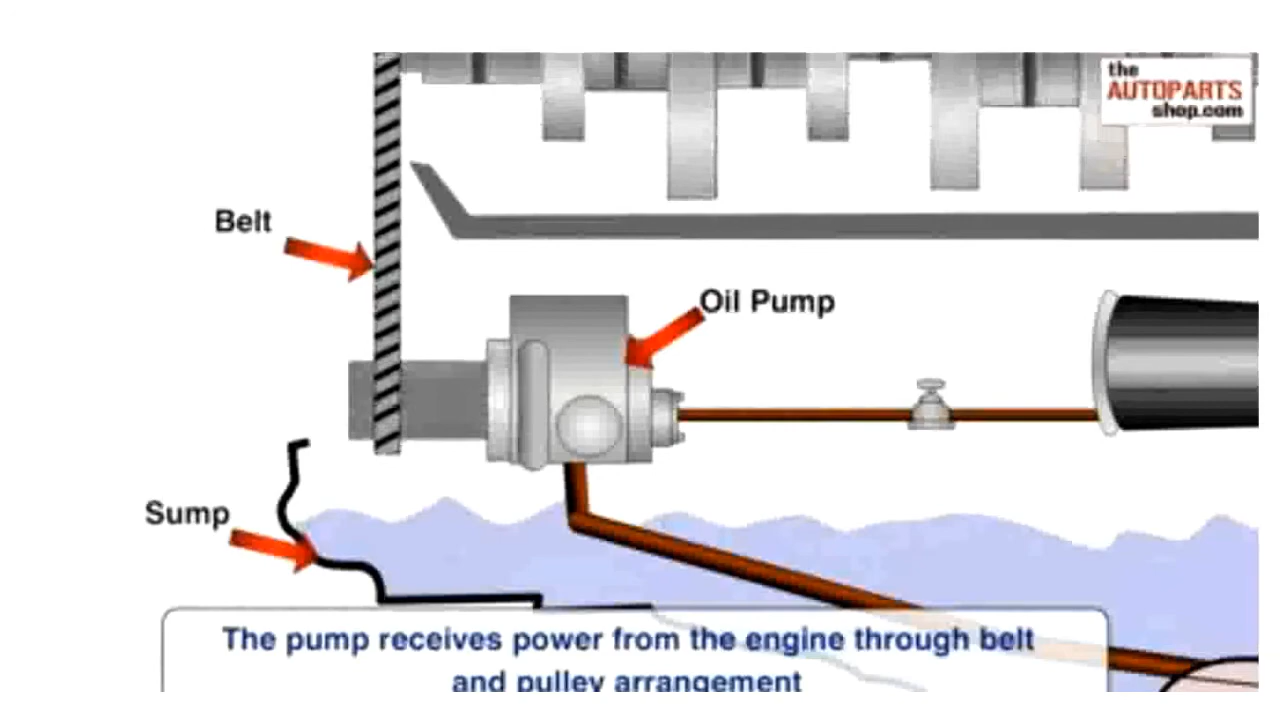 the
AUTOPARTS
shop.com
Belt
Oil Pump
Sump
The pump receives power from the engine through belt
and pulley arrangement